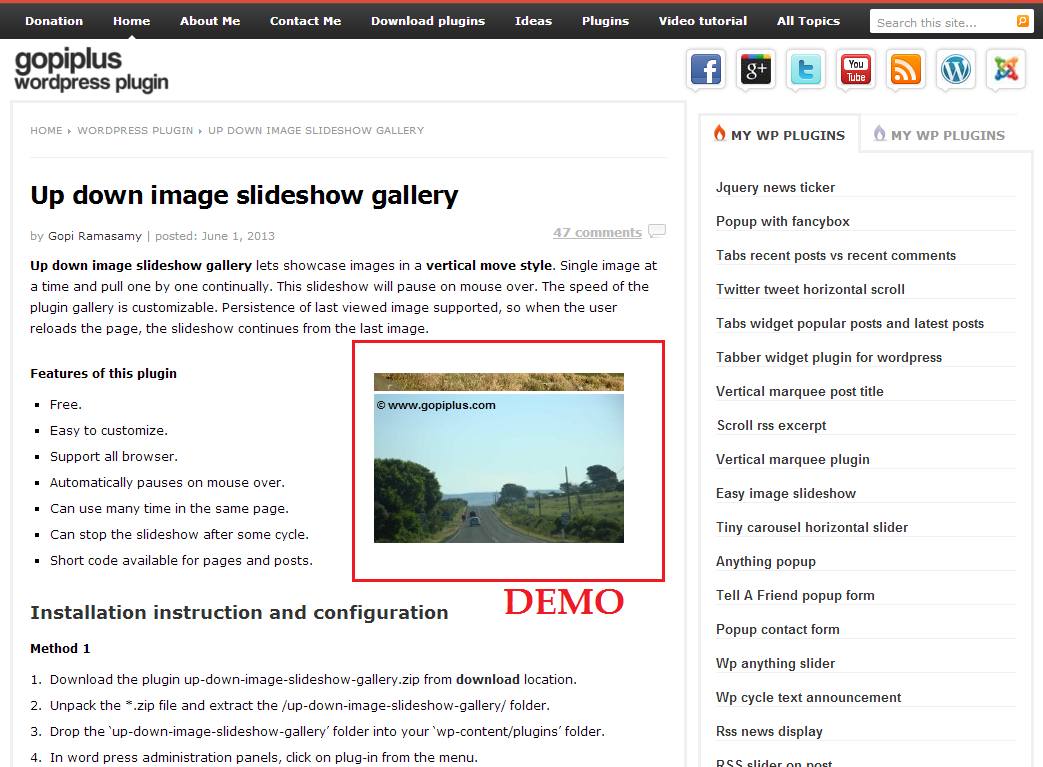 Donation Home About Me Contact Me Download plugins Ideas Plugins Video tutorial All Topics Search this site...
gopiplus
wordpress plugin
f g+ t You Tube W
HOME WORDPRESS PLUGIN UP DOWN IMAGE SLIDESHOW GALLERY
Up down image slideshow gallery
by Gopi Ramasamy | posted: June 1, 2013
47 comments
Up down image slideshow gallery lets showcase images in a vertical move style. Single image at
a time and pull one by one continually. This slideshow will pause on mouse over. The speed of the
plugin gallery is customizable. Persistence of last viewed image supported, so when the user
reloads the page, the slideshow continues from the last image.
Features of this plugin
Free.
Easy to customize.
Support all browser.
Automatically pauses on mouse over.
Can use many time in the same page.
Can stop the slideshow after some cycle.
Short code available for pages and posts.
© www.gopiplus.com
DEMO
Installation instruction and configuration
Method 1
1. Download the plugin up-down-image-slideshow-gallery.zip from download location.
2. Unpack the *.zip file and extract the /up-down-image-slideshow-gallery/ folder.
3. Drop the ‘up-down-image-slideshow-gallery’ folder into your ‘wp-content/plugins’ folder.
4. In word press administration panels, click on plug-in from the menu.
MY WP PLUGINS MY WP PLUGINS
Jquery news ticker
Popup with fancybox
Tabs recent posts vs recent comments
Twitter tweet horizontal scroll
Tabs widget popular posts and latest posts
Tabber widget plugin for wordpress
Vertical marquee post title
Scroll rss excerpt
Vertical marquee plugin
Easy image slideshow
Tiny carousel horizontal slider
Anything popup
Tell A Friend popup form
Popup contact form
Wp anything slider
Wp cycle text announcement
Rss news display
RSS slider on post